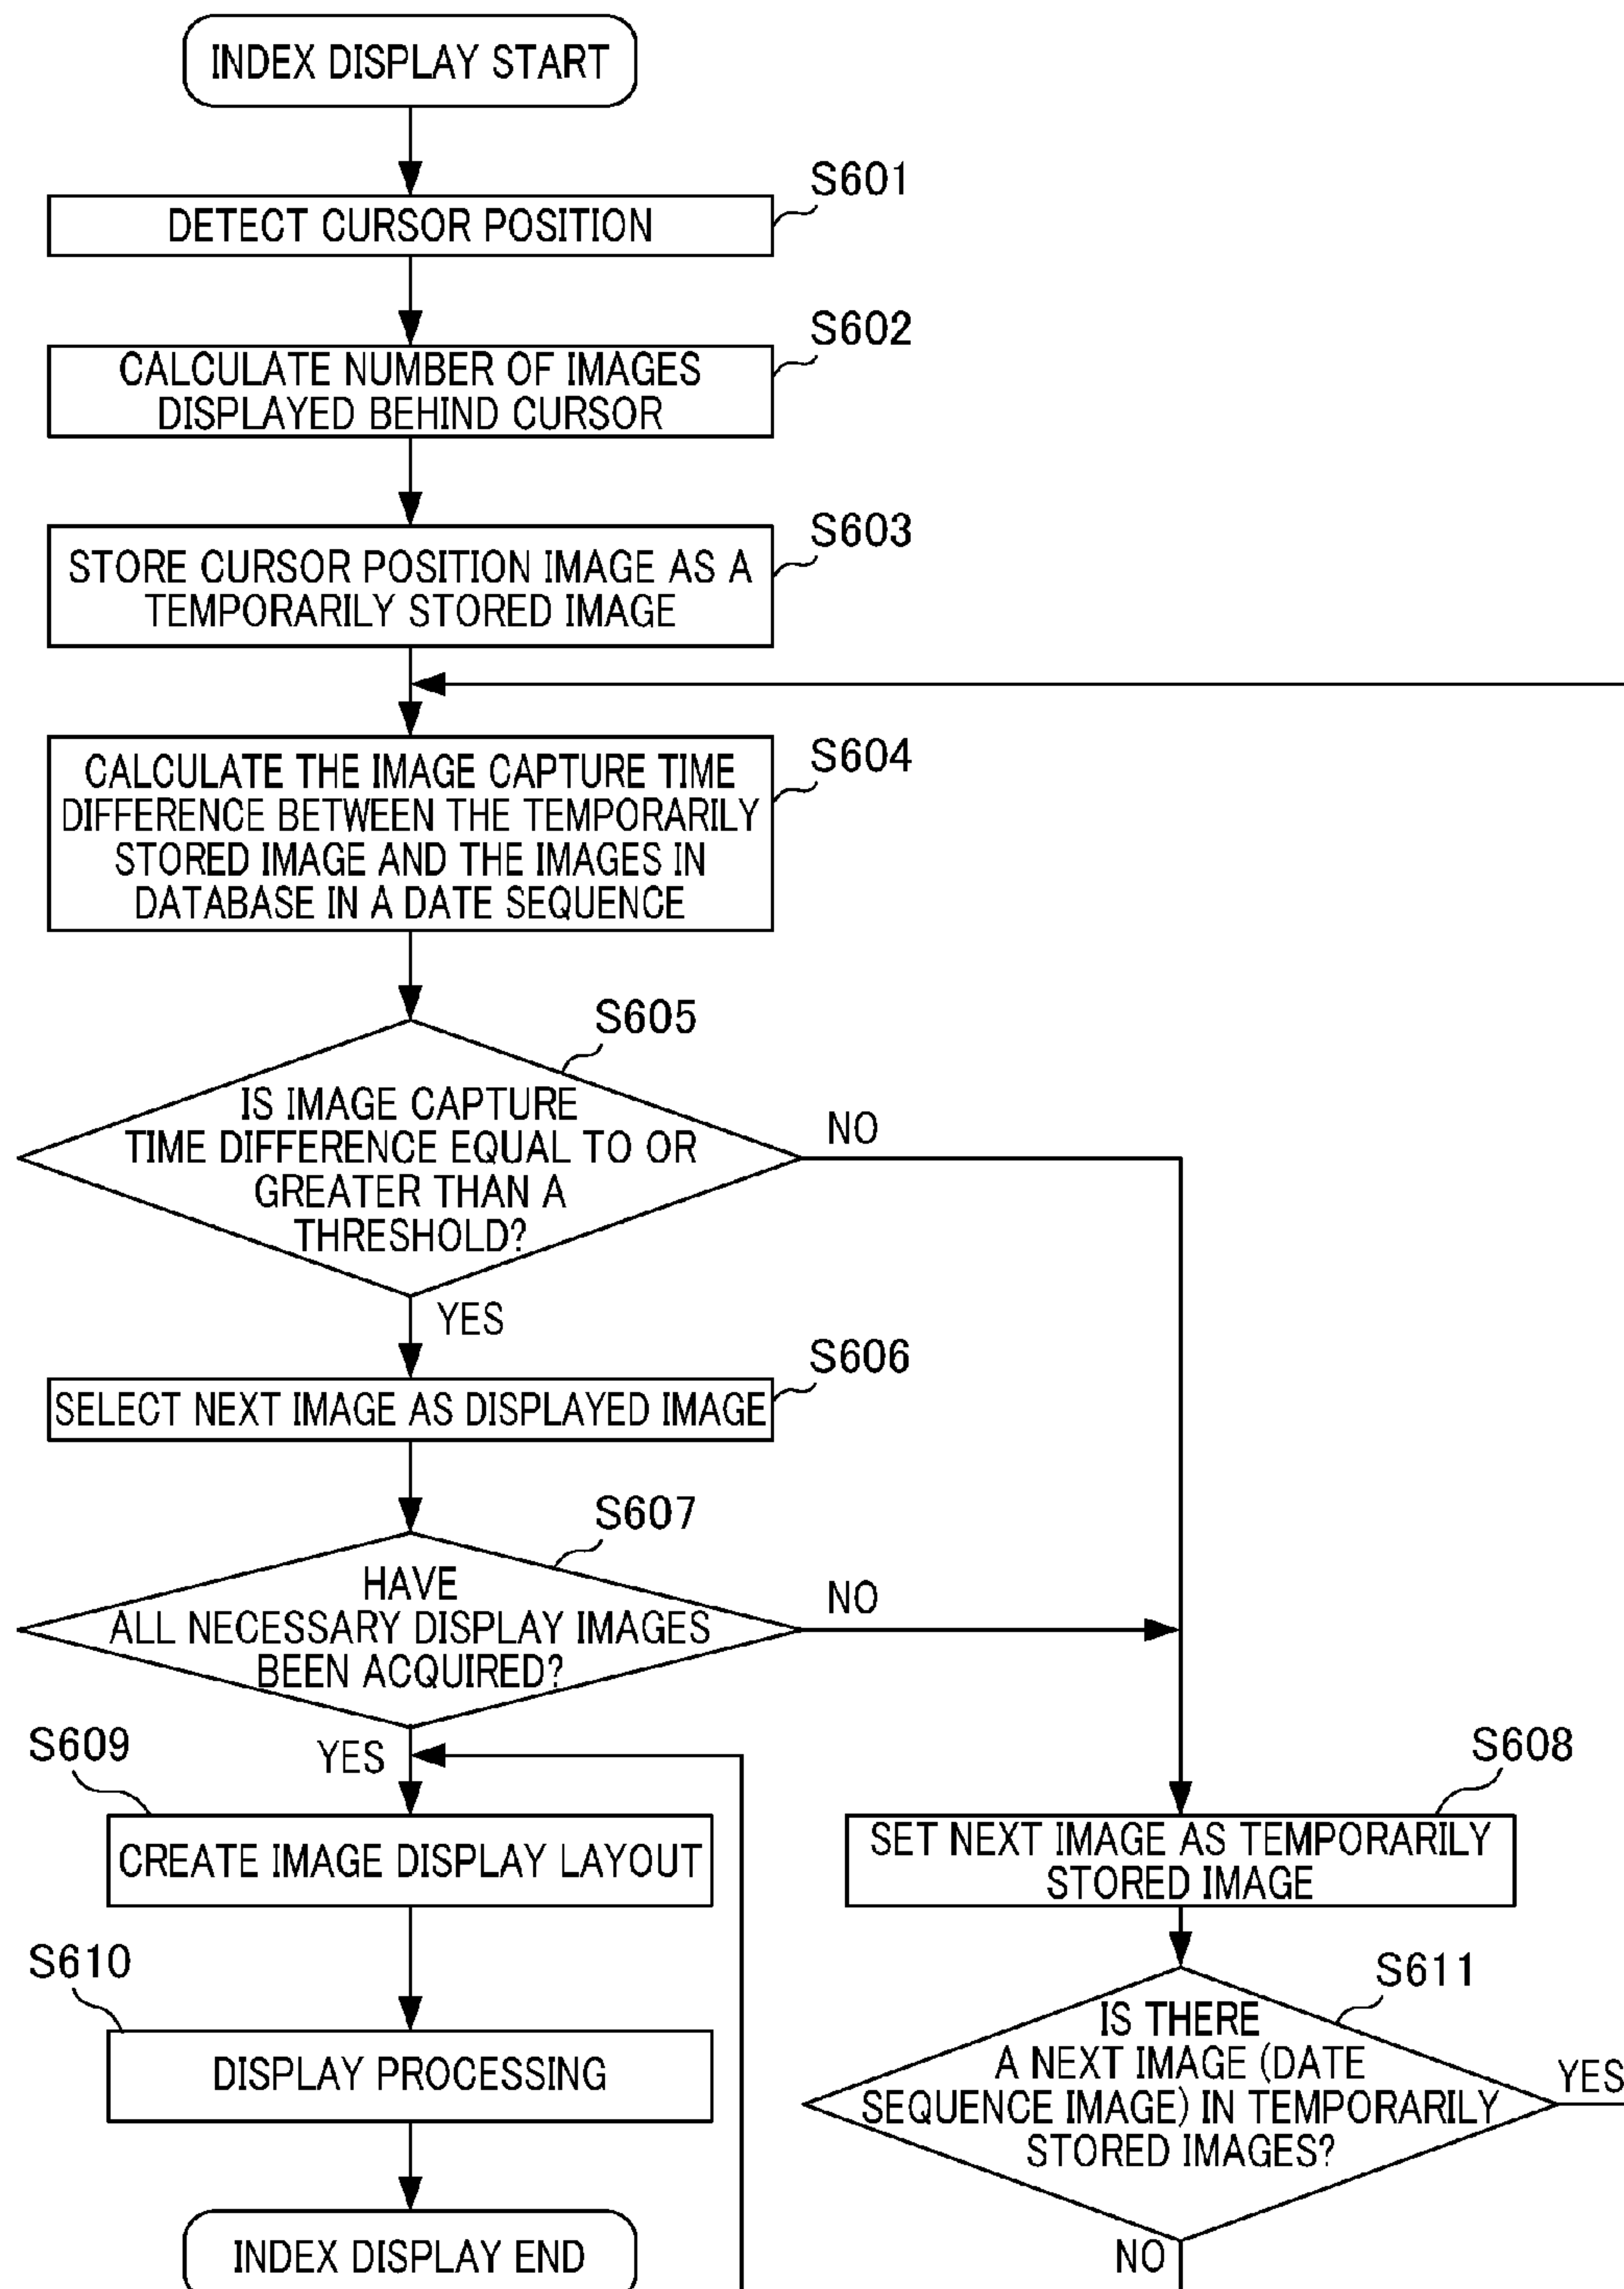 INDEX DISPLAY START
S601
DETECT CURSOR POSITION
S602
CALCULATE NUMBER OF IMAGES
DISPLAYED BEHIND CURSOR
S603
STORE CURSOR POSITION IMAGE AS A
TEMPORARILY STORED IMAGE
S604
CALCULATE THE IMAGE CAPTURE TIME
DIFFERENCE BETWEEN THE TEMPORARILY
STORED IMAGE AND THE IMAGES IN
DATABASE IN A DATE SEQUENCE
S605
IS IMAGE CAPTURE
TIME DIFFERENCE EQUAL TO OR
GREATER THAN A
THRESHOLD?
NO
YES
S606
SELECT NEXT IMAGE AS DISPLAYED IMAGE
S607
HAVE
ALL NECESSARY DISPLAY IMAGES
BEEN ACQUIRED?
NO
YES
S609
CREATE IMAGE DISPLAY LAYOUT
S608
SET NEXT IMAGE AS TEMPORARILY
STORED IMAGE
S610
DISPLAY PROCESSING
S611
IS THERE
A NEXT IMAGE (DATE
SEQUENCE IMAGE) IN TEMPORARILY
STORED IMAGES?
YES
NO
INDEX DISPLAY END